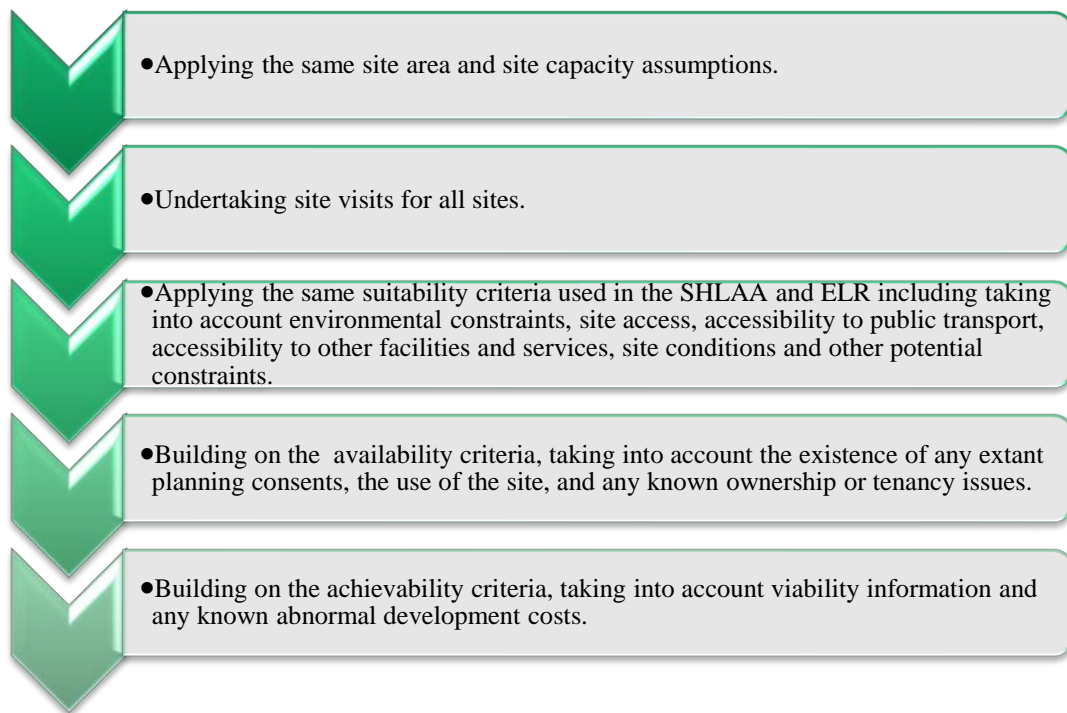 •Applying the same site area and site capacity assumptions.
•Undertaking site visits for all sites.
•Applying the same suitability criteria used in the SHLAA and ELR including taking
into account environmental constraints, site access, accessibility to public transport,
accessibility to other facilities and services, site conditions and other potential
constraints.
•Building on the  availability criteria, taking into account the existence of any extant
planning consents, the use of the site, and any known ownership or tenancy issues.
•Building on the achievability criteria, taking into account viability information and
any known abnormal development costs.